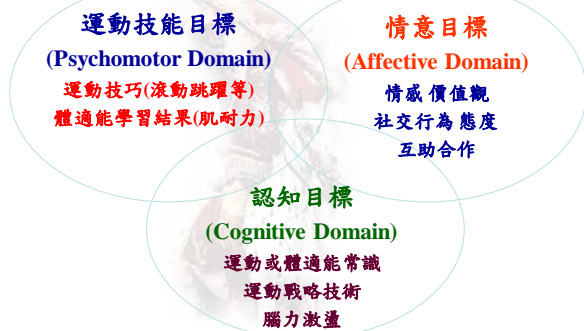 運動技能目標
(Psychomotor Domain)
運動技巧(滾動跳躍等)
體適能學習結果(肌耐力)
情意目標
(Affective Domain)
情感 價值觀
社交行為 態度
互助合作
認知目標
(Cognitive Domain)
運動或體適能常識
運動戰略技術
腦力激盪